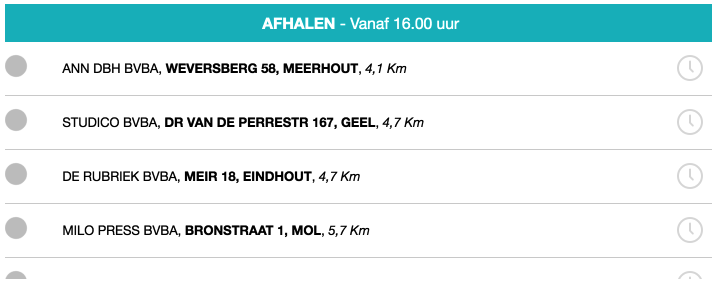 AFHALEN - Vanaf 16.00 uur
ANN DBH BVBA, WEVERSBERG 58, MEERHOUT, 4,1 Km
STUDICO BVBA, DR VAN DE PERRESTR 167, GEEL, 4,7 Km
DE RUBRIEK BVBA, MEIR 18, EINDHOUT, 4,7 Km
MILO PRESS BVBA, BRONSTRAAT 1, MOL, 5,7 Km